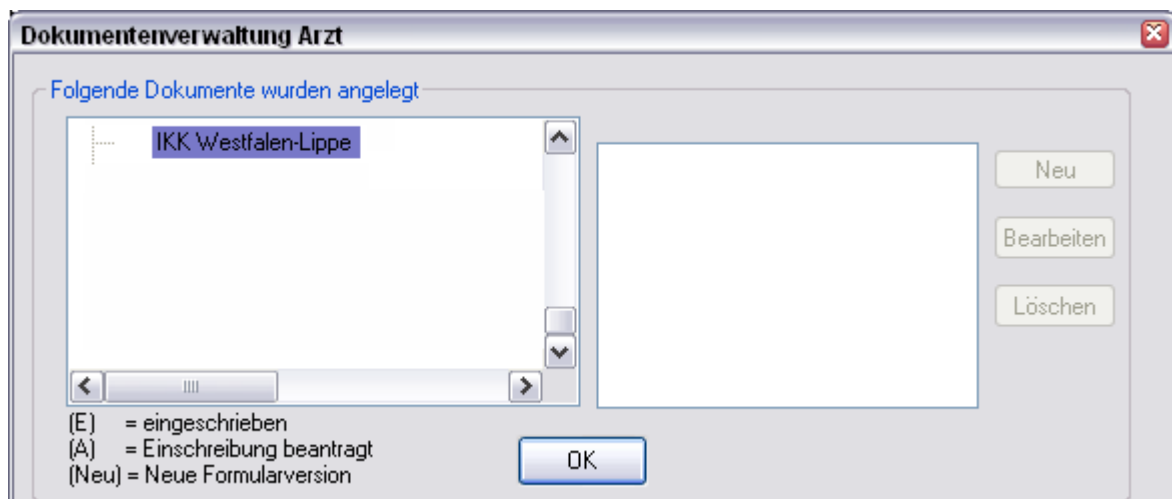 Dokumentenverwaltung Arzt
Folgende Dokumente wurden angelegt
IKK Westfalen-Lippe
Neu
Bearbeiten
Löschen
(E) = eingeschrieben
(A) = Einschreibung beantragt
(Neu) = Neue Formularversion
OK